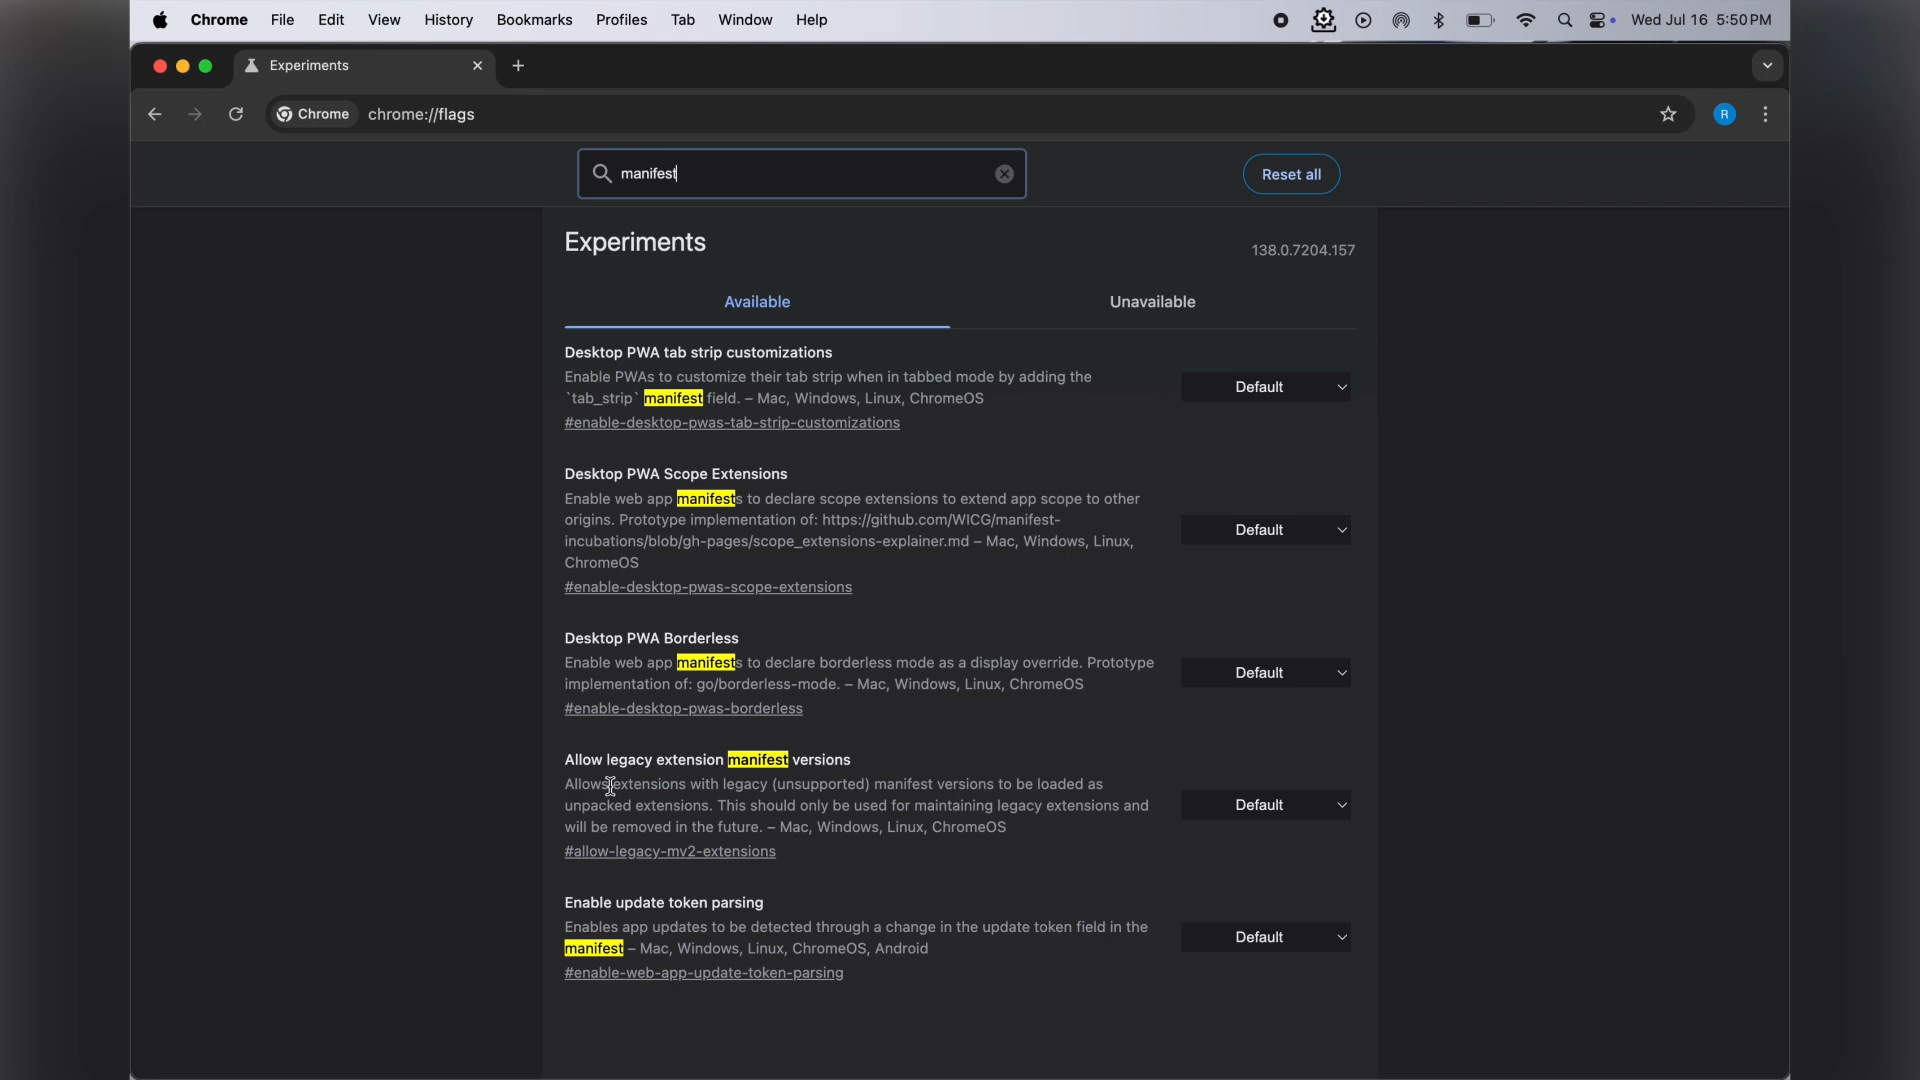 Chrome File Edit View History Bookmarks Profiles Tab Window Help Wed Jul 16 5:50 PM
Experiments
Chrome chrome://flags R
manifest Reset all
Experiments 138.0.7204.157
Available Unavailable
Desktop PWA tab strip customizations
Enable PWAs to customize their tab strip when in tabbed mode by adding the
`tab_strip` manifest field. – Mac, Windows, Linux, ChromeOS
#enable-desktop-pwas-tab-strip-customizations
Default
Desktop PWA Scope Extensions
Enable web app manifests to declare scope extensions to extend app scope to other
origins. Prototype implementation of: https://github.com/WICG/manifest-
incubations/blob/gh-pages/scope_extensions-explainer.md – Mac, Windows, Linux,
ChromeOS
#enable-desktop-pwas-scope-extensions
Default
Desktop PWA Borderless
Enable web app manifests to declare borderless mode as a display override. Prototype
implementation of: go/borderless-mode. – Mac, Windows, Linux, ChromeOS
#enable-desktop-pwas-borderless
Default
Allow legacy extension manifest versions
Allows extensions with legacy (unsupported) manifest versions to be loaded as
unpacked extensions. This should only be used for maintaining legacy extensions and
will be removed in the future. – Mac, Windows, Linux, ChromeOS
#allow-legacy-mv2-extensions
Default
Enable update token parsing
Enables app updates to be detected through a change in the update token field in the
manifest – Mac, Windows, Linux, ChromeOS, Android
#enable-web-app-update-token-parsing
Default